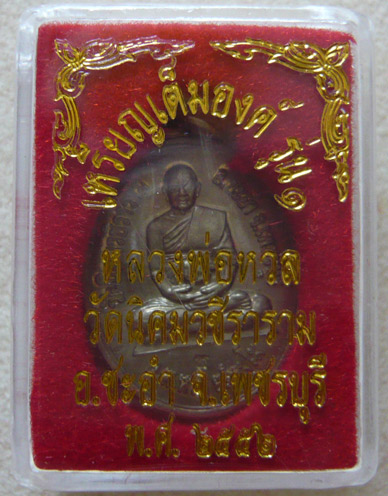 เหรียญเต็มองค์ รุ่น ๑
หลวงพ่อหวล
วัดนิคมวชิราราม
อ.ชะอำ จ.เพชรบุรี
พ.ศ. ๒๕๕๒